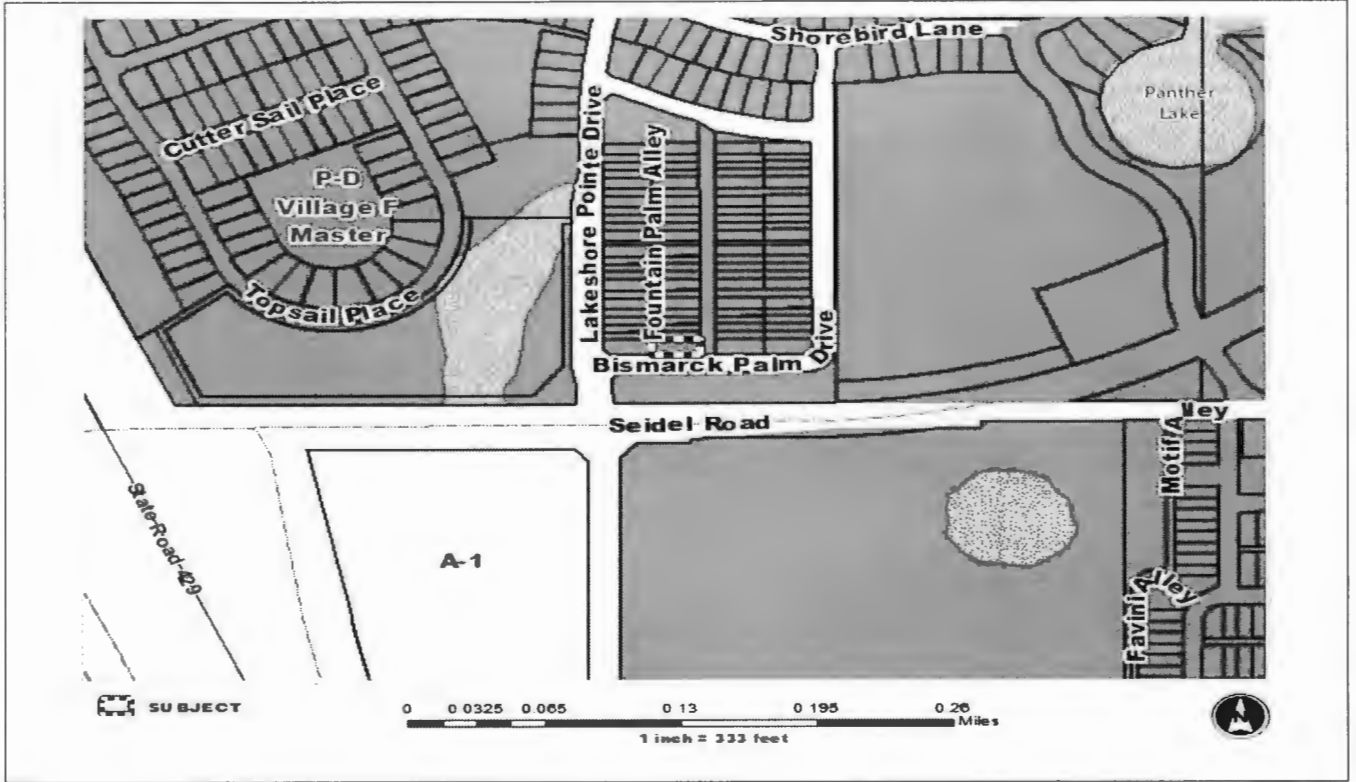 Shorebird Lane
Panther
Lake
Cutter Sail Place
Lakeshore Pointe Drive
Fountain Palm Alley
P-D
Village F
Master
Topsail Place
Bismarck Palm
Drive
Seidel Road
Motif Alley
State Road 429
A-1
Favini Alley
SUBJECT
0 0.0325 0.065 0.13 0.195 0.26
Miles
1 inch = 333 feet
N